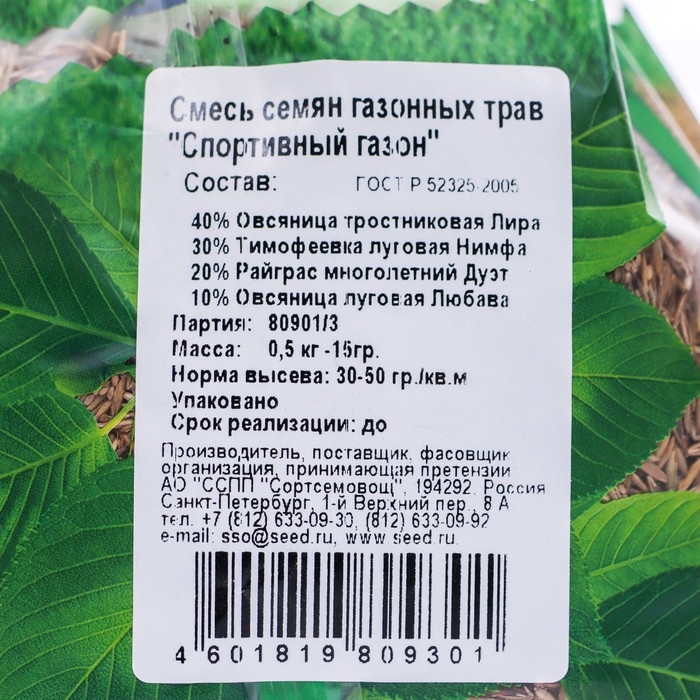 Смесь семян газонных трав
"Спортивный газон"
Состав: ГОСТ Р 52325-2005
40% Овсяница тростниковая Лира
30% Тимофеевка луговая Нимфа
20% Райграс многолетний Дуэт
10% Овсяница луговая Любава
Партия: 80901/3
Масса: 0,5 кг -15гр.
Норма высева: 30-50 гр./кв.м
Упаковано
Срок реализации: до
Производитель, поставщик, фасовщик
организация, принимающая претензии
АО "ССПП "Сортсемовощ", 194292, Россия
Санкт-Петербург, 1-й Верхний пер., 8 А
тел. +7 (812) 633-09-30, (812) 633-09-92
e-mail: sso@seed.ru, www.seed.ru.
4 601819 809301